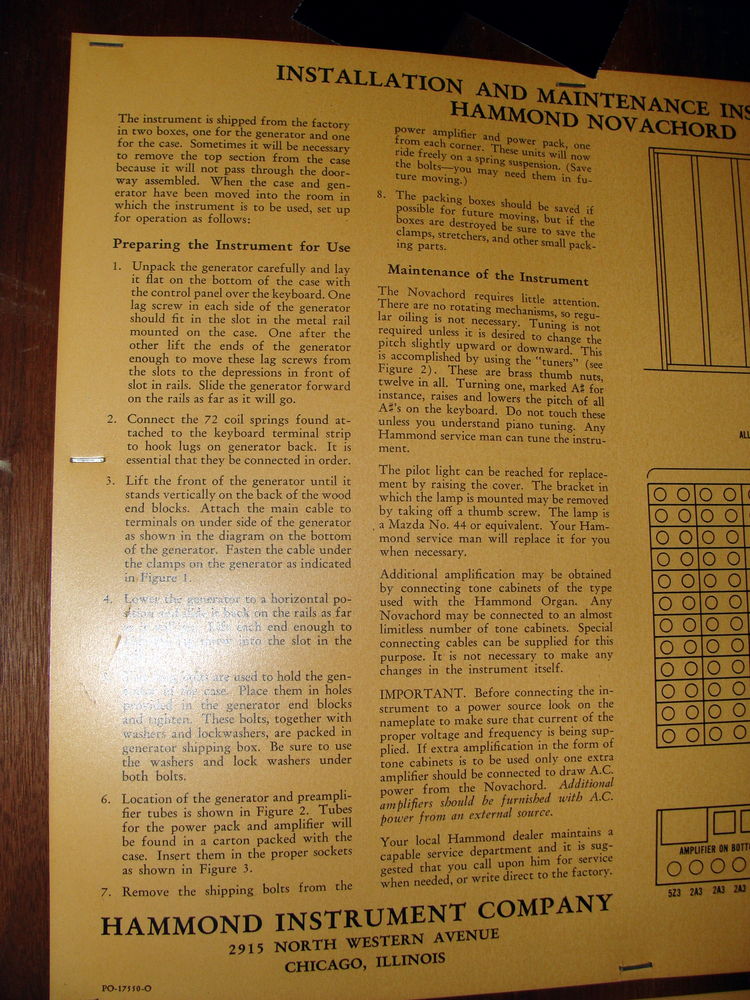 INSTALLATION AND MAINTENANCE INS
HAMMOND NOVACHORD
The instrument is shipped from the factory
in two boxes, one for the generator and one
for the case. Sometimes it will be necessary
to remove the top section from the case
because it will not pass through the door-
way assembled. When the case and gen-
erator have been moved into the room in
which the instrument is to be used, set up
for operation as follows:
Preparing the Instrument for Use
1. Unpack the generator carefully and lay
it flat on the bottom of the case with
the control panel over the keyboard. One
lag screw in each side of the generator
should fit in the slot in the metal rail
mounted on the case. One after the
other lift the ends of the generator
enough to move these lag screws from
the slots to the depressions in front of
slot in rails. Slide the generator forward
on the rails as far as it will go.
2. Connect the 72 coil springs found at-
tached to the keyboard terminal strip
to hook lugs on generator back. It is
essential that they be connected in order.
3. Lift the front of the generator until it
stands vertically on the back of the wood
end blocks. Attach the main cable to
terminals on under side of the generator
as shown in the diagram on the bottom
of the generator. Fasten the cable under
the clamps on the generator as indicated
in Figure 1.
4. Lower the generator to a horizontal po-
it back on the rails as far
each end enough to
into the slot in the
are used to hold the gen-
case. Place them in holes
provided in the generator end blocks
and tighten. These bolts, together with
washers and lockwashers, are packed in
generator shipping box. Be sure to use
the washers and lock washers under
both bolts.
6. Location of the generator and preampli-
fier tubes is shown in Figure 2. Tubes
for the power pack and amplifier will
be found in a carton packed with the
case. Insert them in the proper sockets
as shown in Figure 3.
7. Remove the shipping bolts from the
power amplifier and power pack, one
from each corner. These units will now
ride freely on a spring suspension. (Save
the bolts—you may need them in fu-
ture moving.)
8. The packing boxes should be saved if
possible for future moving, but if the
boxes are destroyed be sure to save the
clamps, stretchers, and other small pack-
ing parts.
Maintenance of the Instrument
The Novachord requires little attention.
There are no rotating mechanisms, so regu-
lar oiling is not necessary. Tuning is not
required unless it is desired to change the
pitch slightly upward or downward. This
is accomplished by using the "tuners" (see
Figure 2). These are brass thumb nuts,
twelve in all. Turning one, marked A♯ for
instance, raises and lowers the pitch of all
A♯'s on the keyboard. Do not touch these
unless you understand piano tuning. Any
Hammond service man can tune the instru-
ment.
The pilot light can be reached for replace-
ment by raising the cover. The bracket in
which the lamp is mounted may be removed
by taking off a thumb screw. The lamp is
a Mazda No. 44 or equivalent. Your Ham-
mond service man will replace it for you
when necessary.
Additional amplification may be obtained
by connecting tone cabinets of the type
used with the Hammond Organ. Any
Novachord may be connected to an almost
limitless number of tone cabinets. Special
connecting cables can be supplied for this
purpose. It is not necessary to make any
changes in the instrument itself.
IMPORTANT. Before connecting the in-
strument to a power source look on the
nameplate to make sure that current of the
proper voltage and frequency is being sup-
plied. If extra amplification in the form of
tone cabinets is to be used only one extra
amplifier should be connected to draw A.C.
power from the Novachord. Additional
amplifiers should be furnished with A.C.
power from an external source.
Your local Hammond dealer maintains a
capable service department and it is sug-
gested that you call upon him for service
when needed, or write direct to the factory.
ALL
AMPLIFIER ON BOTT
5Z3 2A3 2A3 2A3
HAMMOND INSTRUMENT COMPANY
2915 NORTH WESTERN AVENUE
CHICAGO, ILLINOIS
PO-17550-O